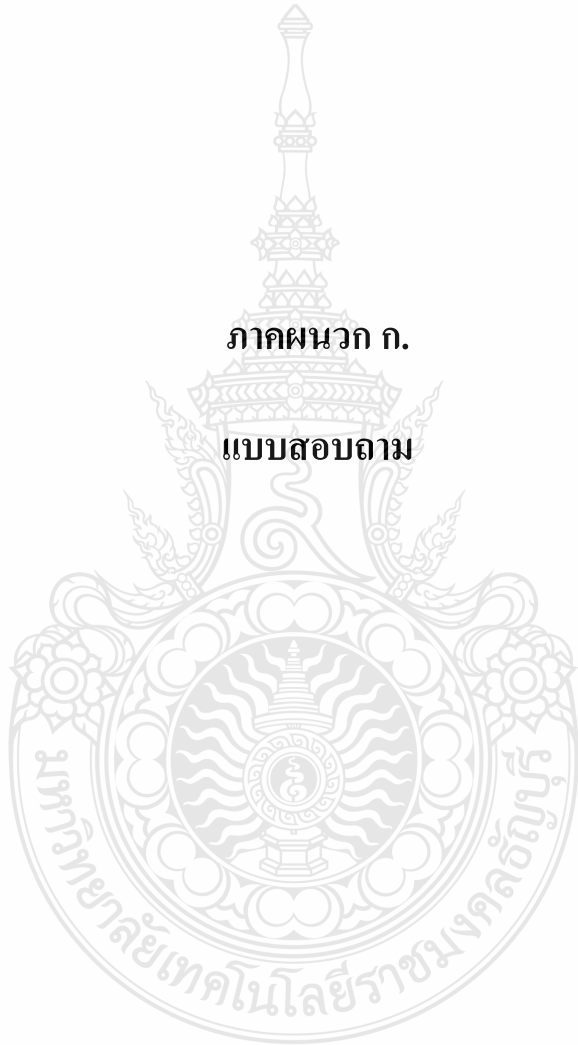 ภาคผนวก ก.
แบบสอบถาม
มหาวิทยาลัยเทคโนโลยีราชมงคลธัญบุรี